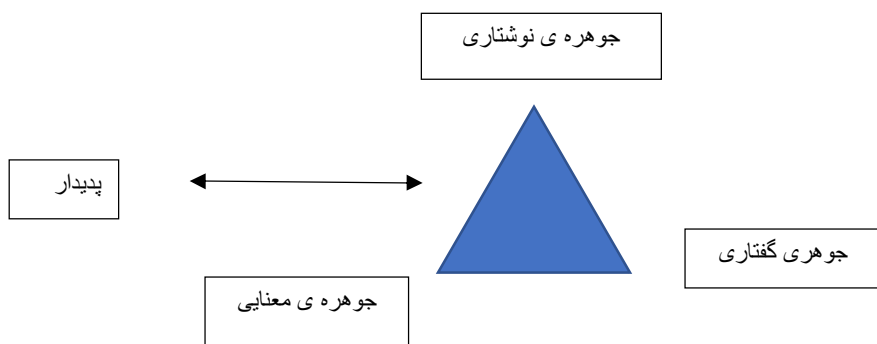 جوهره ی نوشتاری
پدیدار
جوهری گفتاری
جوهره ی معنایی